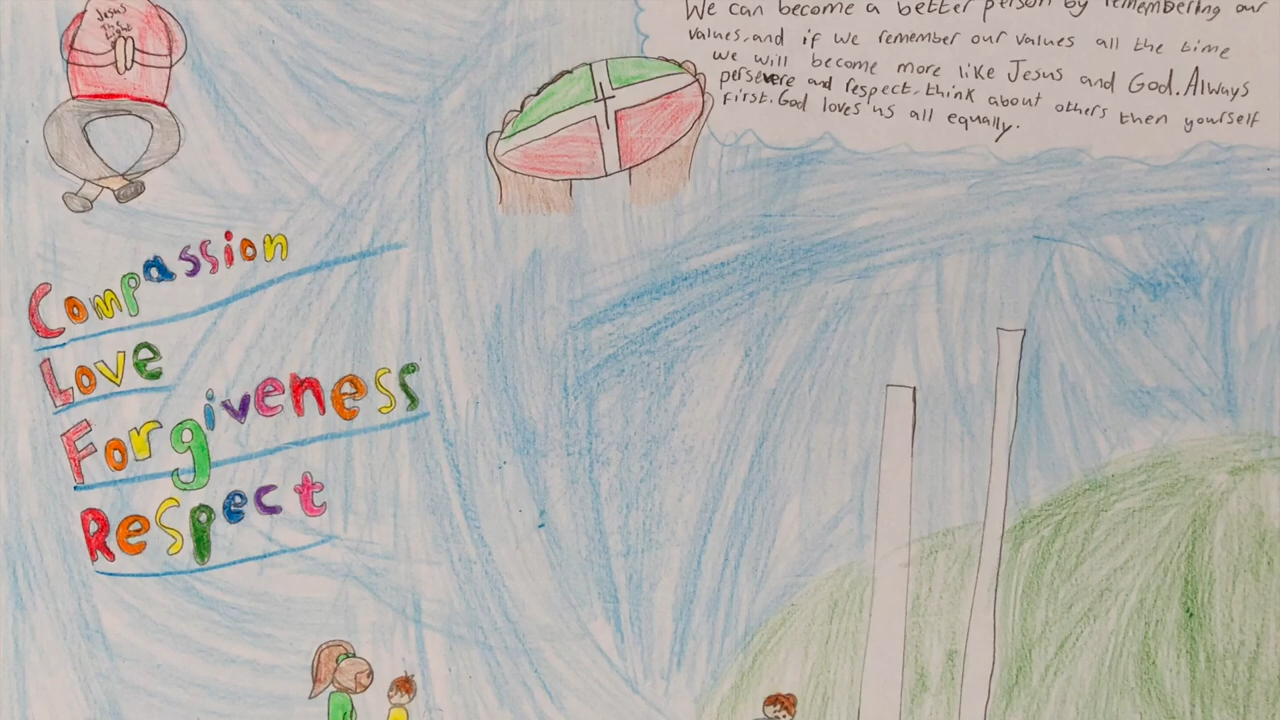 Jesus
The
Light
We can become a better person by remembering our
values, and if we remember our values all the time
we will become more like Jesus and God. Always
persevere and respect, think about others then yourself
first. God loves us all equally.
Compassion
Love
Forgiveness
Respect